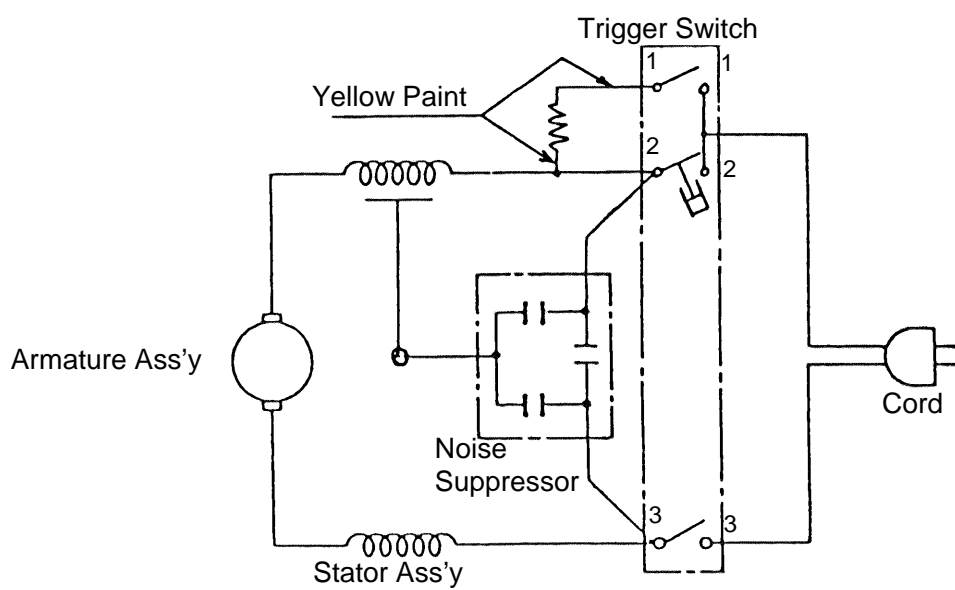 Trigger Switch
1 1
Yellow Paint
2 2
Armature Ass'y
Cord
Noise
Suppressor
3 3
Stator Ass'y